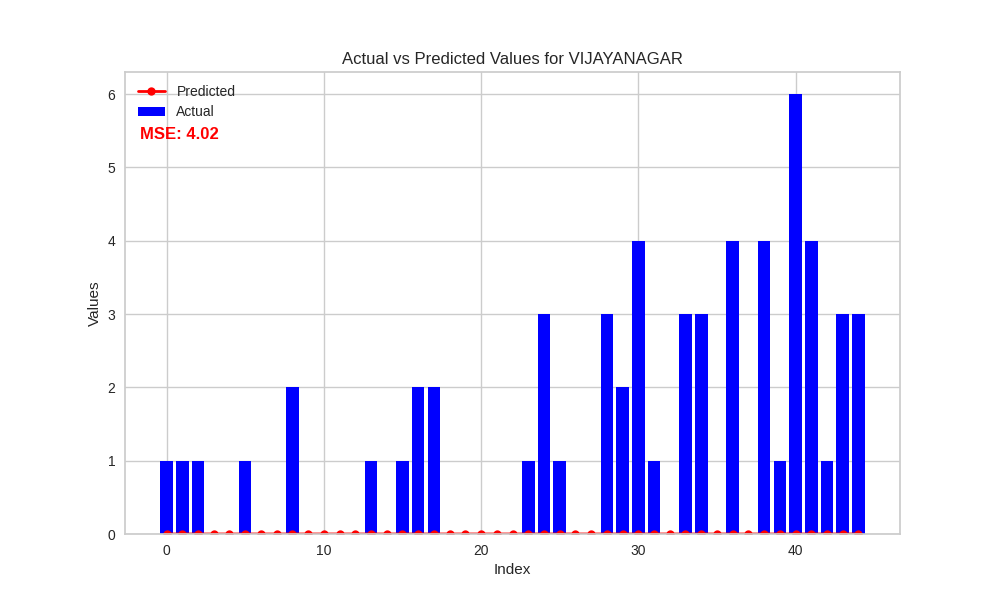 Actual vs Predicted Values for VIJAYANAGAR
Predicted
Actual
MSE: 4.02
6
5
4
3
2
1
0
Values
0 10 20 30 40
Index